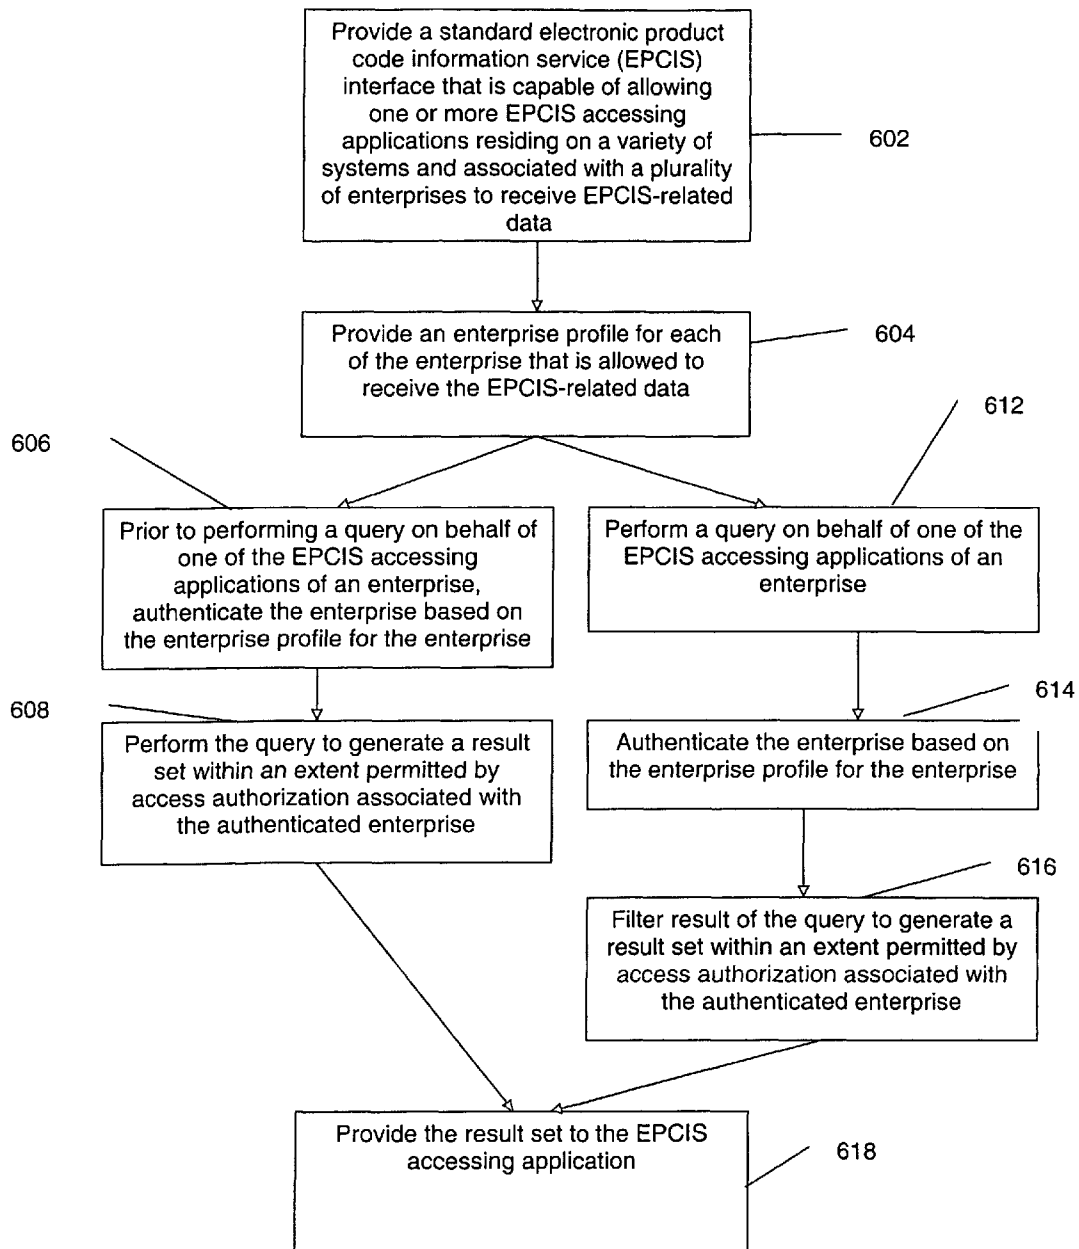 Provide a standard electronic product
code information service (EPCIS)
interface that is capable of allowing
one or more EPCIS accessing
applications residing on a variety of
systems and associated with a plurality
of enterprises to receive EPCIS-related
data
602
Provide an enterprise profile for each
of the enterprise that is allowed to
receive the EPCIS-related data
604
612
606
Prior to performing a query on behalf of
one of the EPCIS accessing
applications of an enterprise,
authenticate the enterprise based on
the enterprise profile for the enterprise
Perform a query on behalf of one of the
EPCIS accessing applications of an
enterprise
608
614
Perform the query to generate a result
set within an extent permitted by
access authorization associated with
the authenticated enterprise
Authenticate the enterprise based on
the enterprise profile for the enterprise
616
Filter result of the query to generate a
result set within an extent permitted by
access authorization associated with
the authenticated enterprise
Provide the result set to the EPCIS
accessing application
618